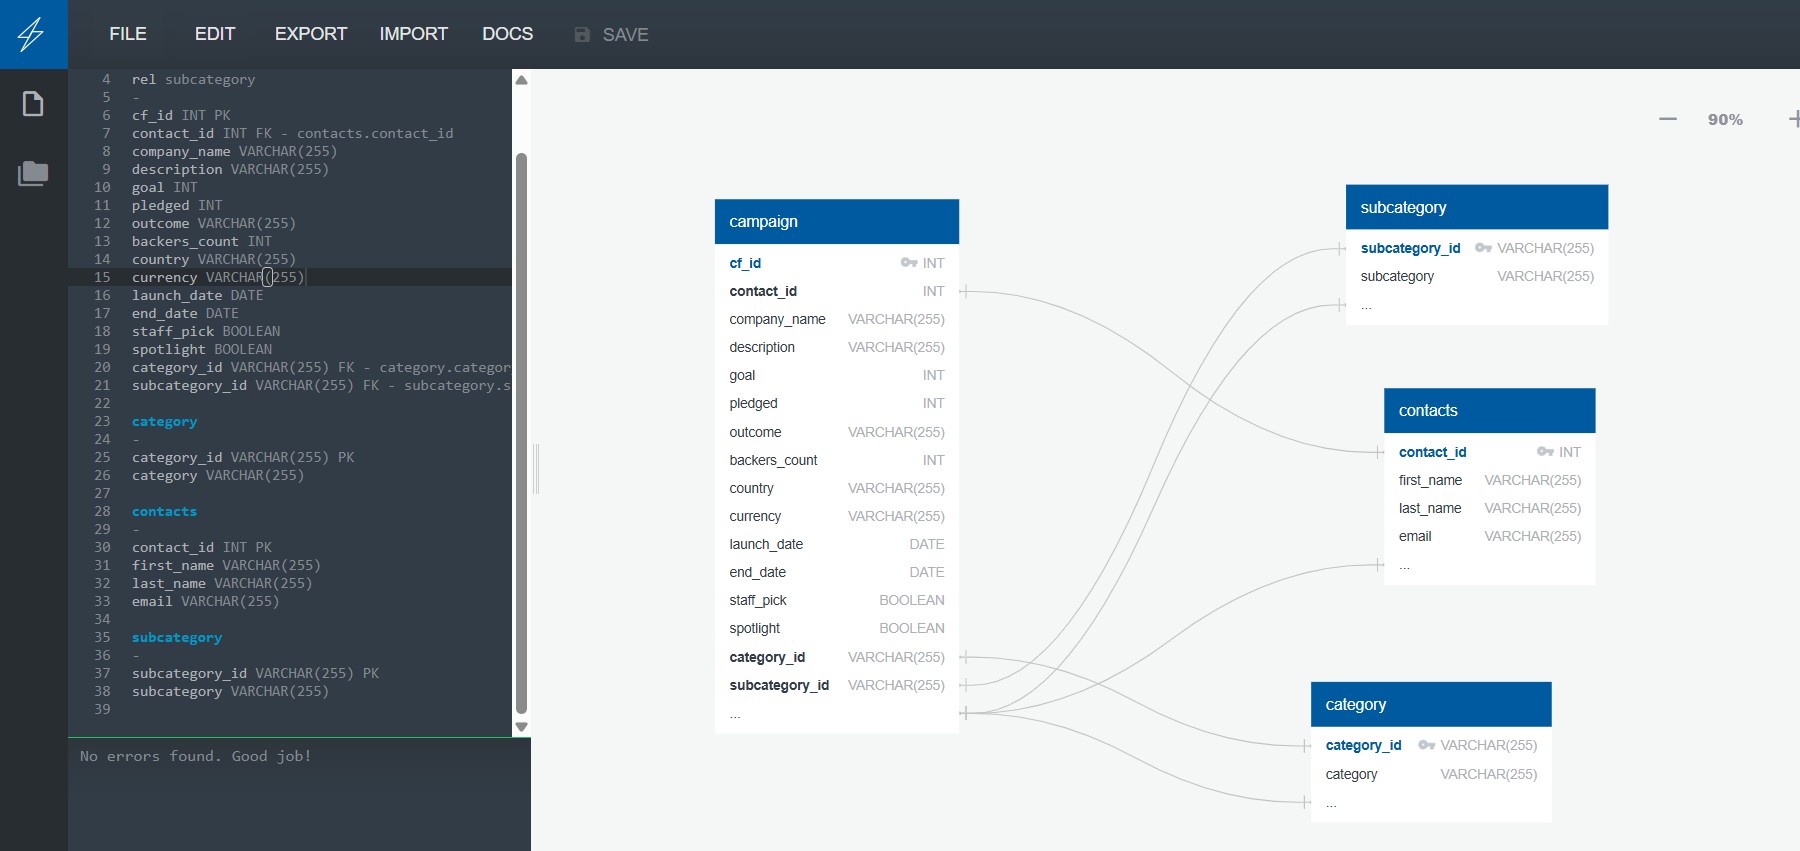 FILE EDIT EXPORT IMPORT DOCS SAVE
4 rel subcategory
5 -
6 cf_id INT PK
7 contact_id INT FK - contacts.contact_id
8 company_name VARCHAR(255)
9 description VARCHAR(255)
10 goal INT
11 pledged INT
12 outcome VARCHAR(255)
13 backers_count INT
14 country VARCHAR(255)
15 currency VARCHAR(255)
16 launch_date DATE
17 end_date DATE
18 staff_pick BOOLEAN
19 spotlight BOOLEAN
20 category_id VARCHAR(255) FK - category.categor
21 subcategory_id VARCHAR(255) FK - subcategory.s
22
23 category
24 -
25 category_id VARCHAR(255) PK
26 category VARCHAR(255)
27
28 contacts
29 -
30 contact_id INT PK
31 first_name VARCHAR(255)
32 last_name VARCHAR(255)
33 email VARCHAR(255)
34
35 subcategory
36 -
37 subcategory_id VARCHAR(255) PK
38 subcategory VARCHAR(255)
39
No errors found. Good job!
90%
campaign
cf_id INT
contact_id INT
company_name VARCHAR(255)
description VARCHAR(255)
goal INT
pledged INT
outcome VARCHAR(255)
backers_count INT
country VARCHAR(255)
currency VARCHAR(255)
launch_date DATE
end_date DATE
staff_pick BOOLEAN
spotlight BOOLEAN
category_id VARCHAR(255)
subcategory_id VARCHAR(255)
...
subcategory
subcategory_id VARCHAR(255)
subcategory VARCHAR(255)
...
contacts
contact_id INT
first_name VARCHAR(255)
last_name VARCHAR(255)
email VARCHAR(255)
...
category
category_id VARCHAR(255)
category VARCHAR(255)
...